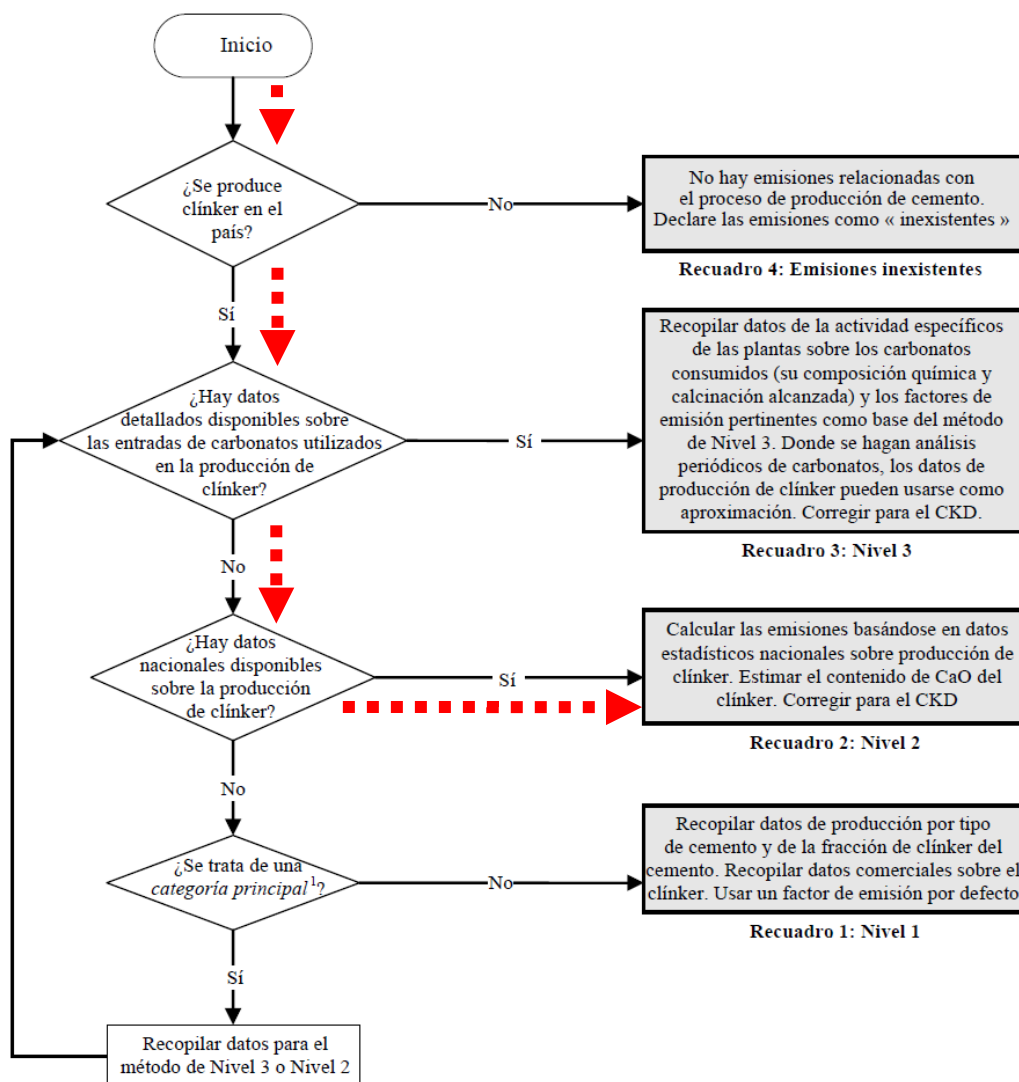 Inicio
¿Se produce
clínker en el
país?
No
No hay emisiones relacionadas con
el proceso de producción de cemento.
Declare las emisiones como « inexistentes »
Recuadro 4: Emisiones inexistentes
Sí
¿Hay datos
detallados disponibles sobre
las entradas de carbonatos utilizados
en la producción de
clínker?
Sí
Recopilar datos de la actividad específicos
de las plantas sobre los carbonatos
consumidos (su composición química y
calcinación alcanzada) y los factores de
emisión pertinentes como base del método
de Nivel 3. Donde se hagan análisis
periódicos de carbonatos, los datos de
producción de clínker pueden usarse como
aproximación. Corregir para el CKD.
Recuadro 3: Nivel 3
No
¿Hay datos
nacionales disponibles
sobre la producción
de clínker?
Sí
Calcular las emisiones basándose en datos
estadísticos nacionales sobre producción de
clínker. Estimar el contenido de CaO del
clínker. Corregir para el CKD
Recuadro 2: Nivel 2
No
¿Se trata de una
categoría principal¹?
No
Recopilar datos de producción por tipo
de cemento y de la fracción de clínker del
cemento. Recopilar datos comerciales sobre el
clínker. Usar un factor de emisión por defecto
Recuadro 1: Nivel 1
Sí
Recopilar datos para el
método de Nivel 3 o Nivel 2